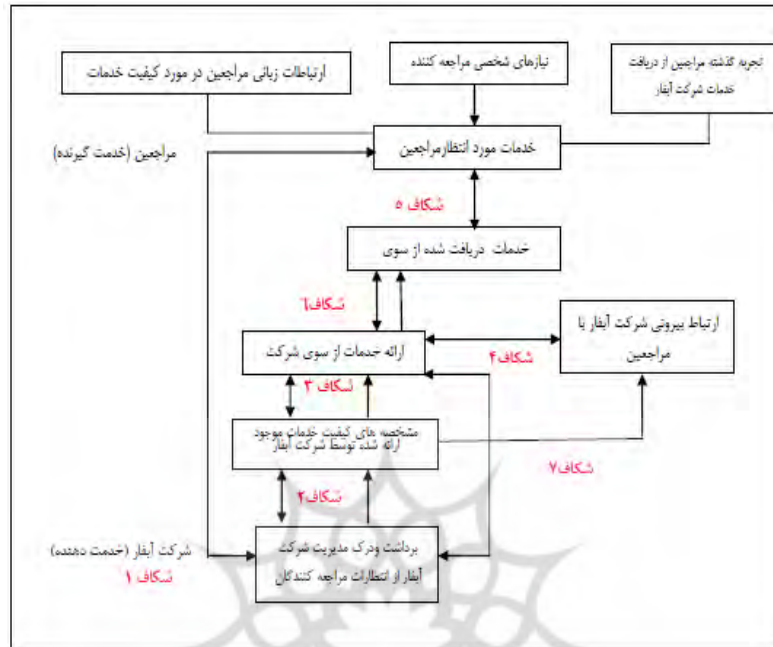 ارتباطات زبانی مراجعین در مورد کیفیت خدمات
نیازهای شخصی مراجعه کننده
تجربه گذشته مراجعین از دریافت
خدمات شرکت آبفار
مراجعین (خدمت گیرنده)
خدمات مورد انتظارمراجعین
شکاف ۵
خدمات دریافت شده از سوی
شکاف۶
ارائه خدمات از سوی شرکت
شکاف ۴
ارتباط بیرونی شرکت آبفار با
مراجعین
شکاف ۳
مشخصه های کیفیت خدمات موجود
ارائه شده توسط شرکت آبفار
شکاف۷
شکاف۲
شرکت آبفار (خدمت دهنده)
شکاف ۱
برداشت ودرک مدیریت شرکت
آبفار از انتظارات مراجعه کنندگان